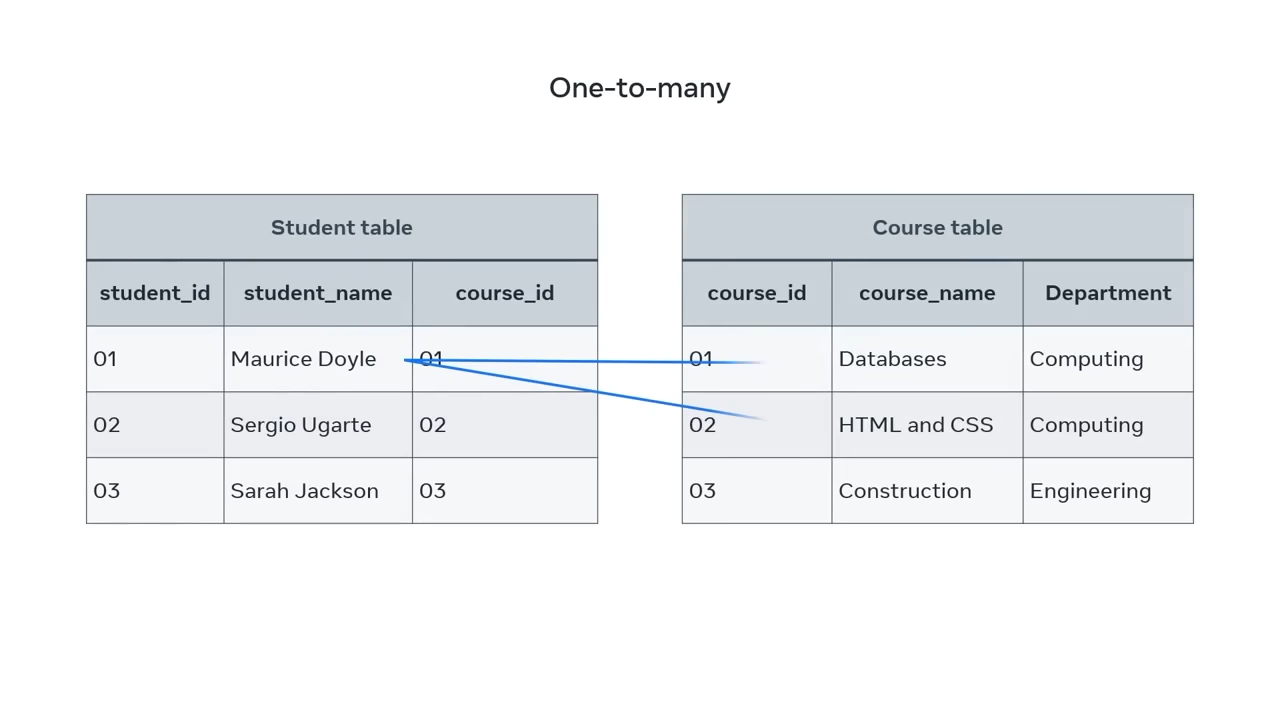 One-to-many
Student table
student_id student_name course_id
01 Maurice Doyle 01
02 Sergio Ugarte 02
03 Sarah Jackson 03
Course table
course_id course_name Department
01 Databases Computing
02 HTML and CSS Computing
03 Construction Engineering